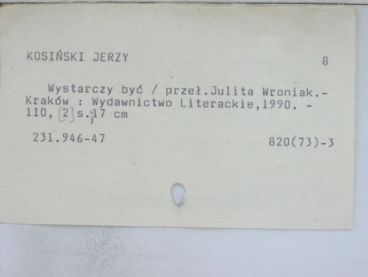 KOSIŃSKI JERZY 8
Wystarczy być / przeł.Julita Wroniak.-
Kraków : Wydawnictwo Literackie,1990. -
110, [2] s.; 17 cm
231.946-47 820(73)-3